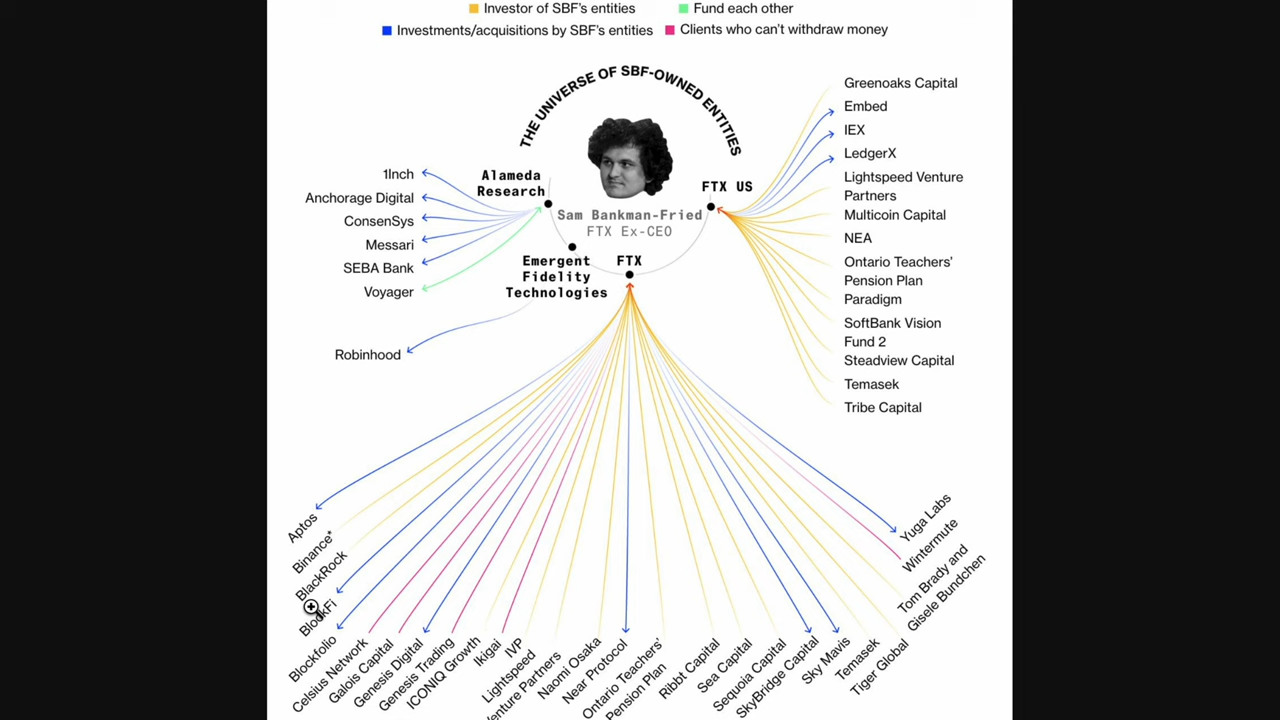 Investor of SBF's entities
Fund each other
Investments/acquisitions by SBF's entities
Clients who can't withdraw money
THE UNIVERSE OF SBF-OWNED ENTITIES
Alameda
Research
FTX US
Sam Bankman-Fried
FTX Ex-CEO
Emergent
Fidelity
Technologies
FTX
1Inch
Anchorage Digital
ConsenSys
Messari
SEBA Bank
Voyager
Robinhood
Greenoaks Capital
Embed
IEX
LedgerX
Lightspeed Venture
Partners
Multicoin Capital
NEA
Ontario Teachers'
Pension Plan
Paradigm
SoftBank Vision
Fund 2
Steadview Capital
Temasek
Tribe Capital
Aptos
Binance*
BlackRock
BlockFi
Blockfolio
Celsius Network
Galois Capital
Genesis Digital
Genesis Trading
ICONIQ Growth
Ikigai
IVP
Lightspeed
Venture Partners
Naomi Osaka
Near Protocol
Ontario Teachers'
Pension Plan
Ribbt Capital
Sea Capital
Sequoia Capital
SkyBridge Capital
Sky Mavis
Temasek
Tiger Global
Tom Brady and
Gisele Bundchen
Wintermute
Yuga Labs